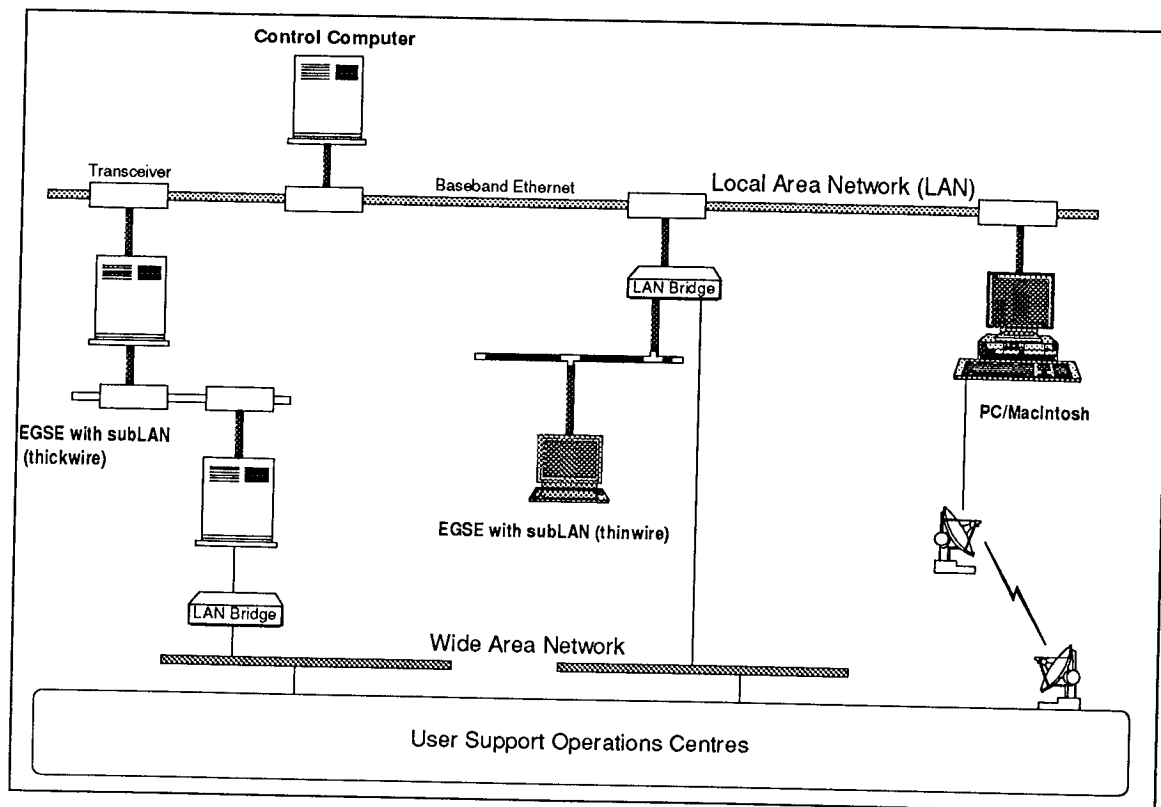 Control Computer
Transceiver
Baseband Ethernet
Local Area Network (LAN)
LAN Bridge
PC/MacIntosh
EGSE with subLAN
(thickwire)
EGSE with subLAN (thinwire)
LAN Bridge
Wide Area Network
User Support Operations Centres